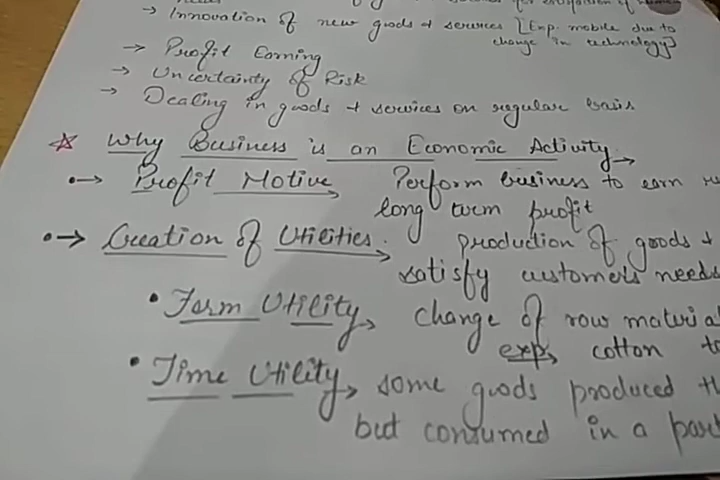 → Innovation of new goods & services [Exp. mobile due to
change in technology]
→ Profit Earning
→ Uncertainty of Risk
→ Dealing in goods + services on regular basis
☆ Why Business is an Economic Activity →
•→ Profit Motive → Perform business to earn
long term profit
•→ Creation of Utilities. → production of goods +
satisfy customers needs
• Form Utility → change of row material
exp, cotton to
• Time Utility → some goods produced
but consumed in a